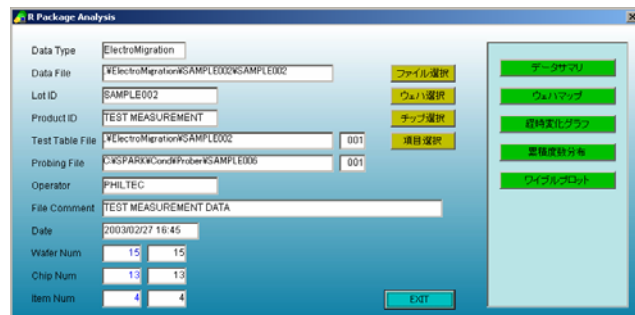 R Package Analysis
Data Type ElectroMigration
Data File .¥ElectroMigration¥SAMPLE002¥SAMPLE002 ファイル選択 データサマリ
Lot ID SAMPLE002 ウェハ選択 ウェハマップ
Product ID TEST MEASUREMENT チップ選択 経時変化グラフ
Test Table File .¥ElectroMigration¥SAMPLE002 001 項目選択 累積度数分布
Probing File C:¥SPARK¥Cond¥Prober¥SAMPLE006 001 ワイブルプロット
Operator PHILTEC
File Comment TEST MEASUREMENT DATA
Date 2003/02/27 16:45
Wafer Num 15 15
Chip Num 13 13
Item Num 4 4 EXIT